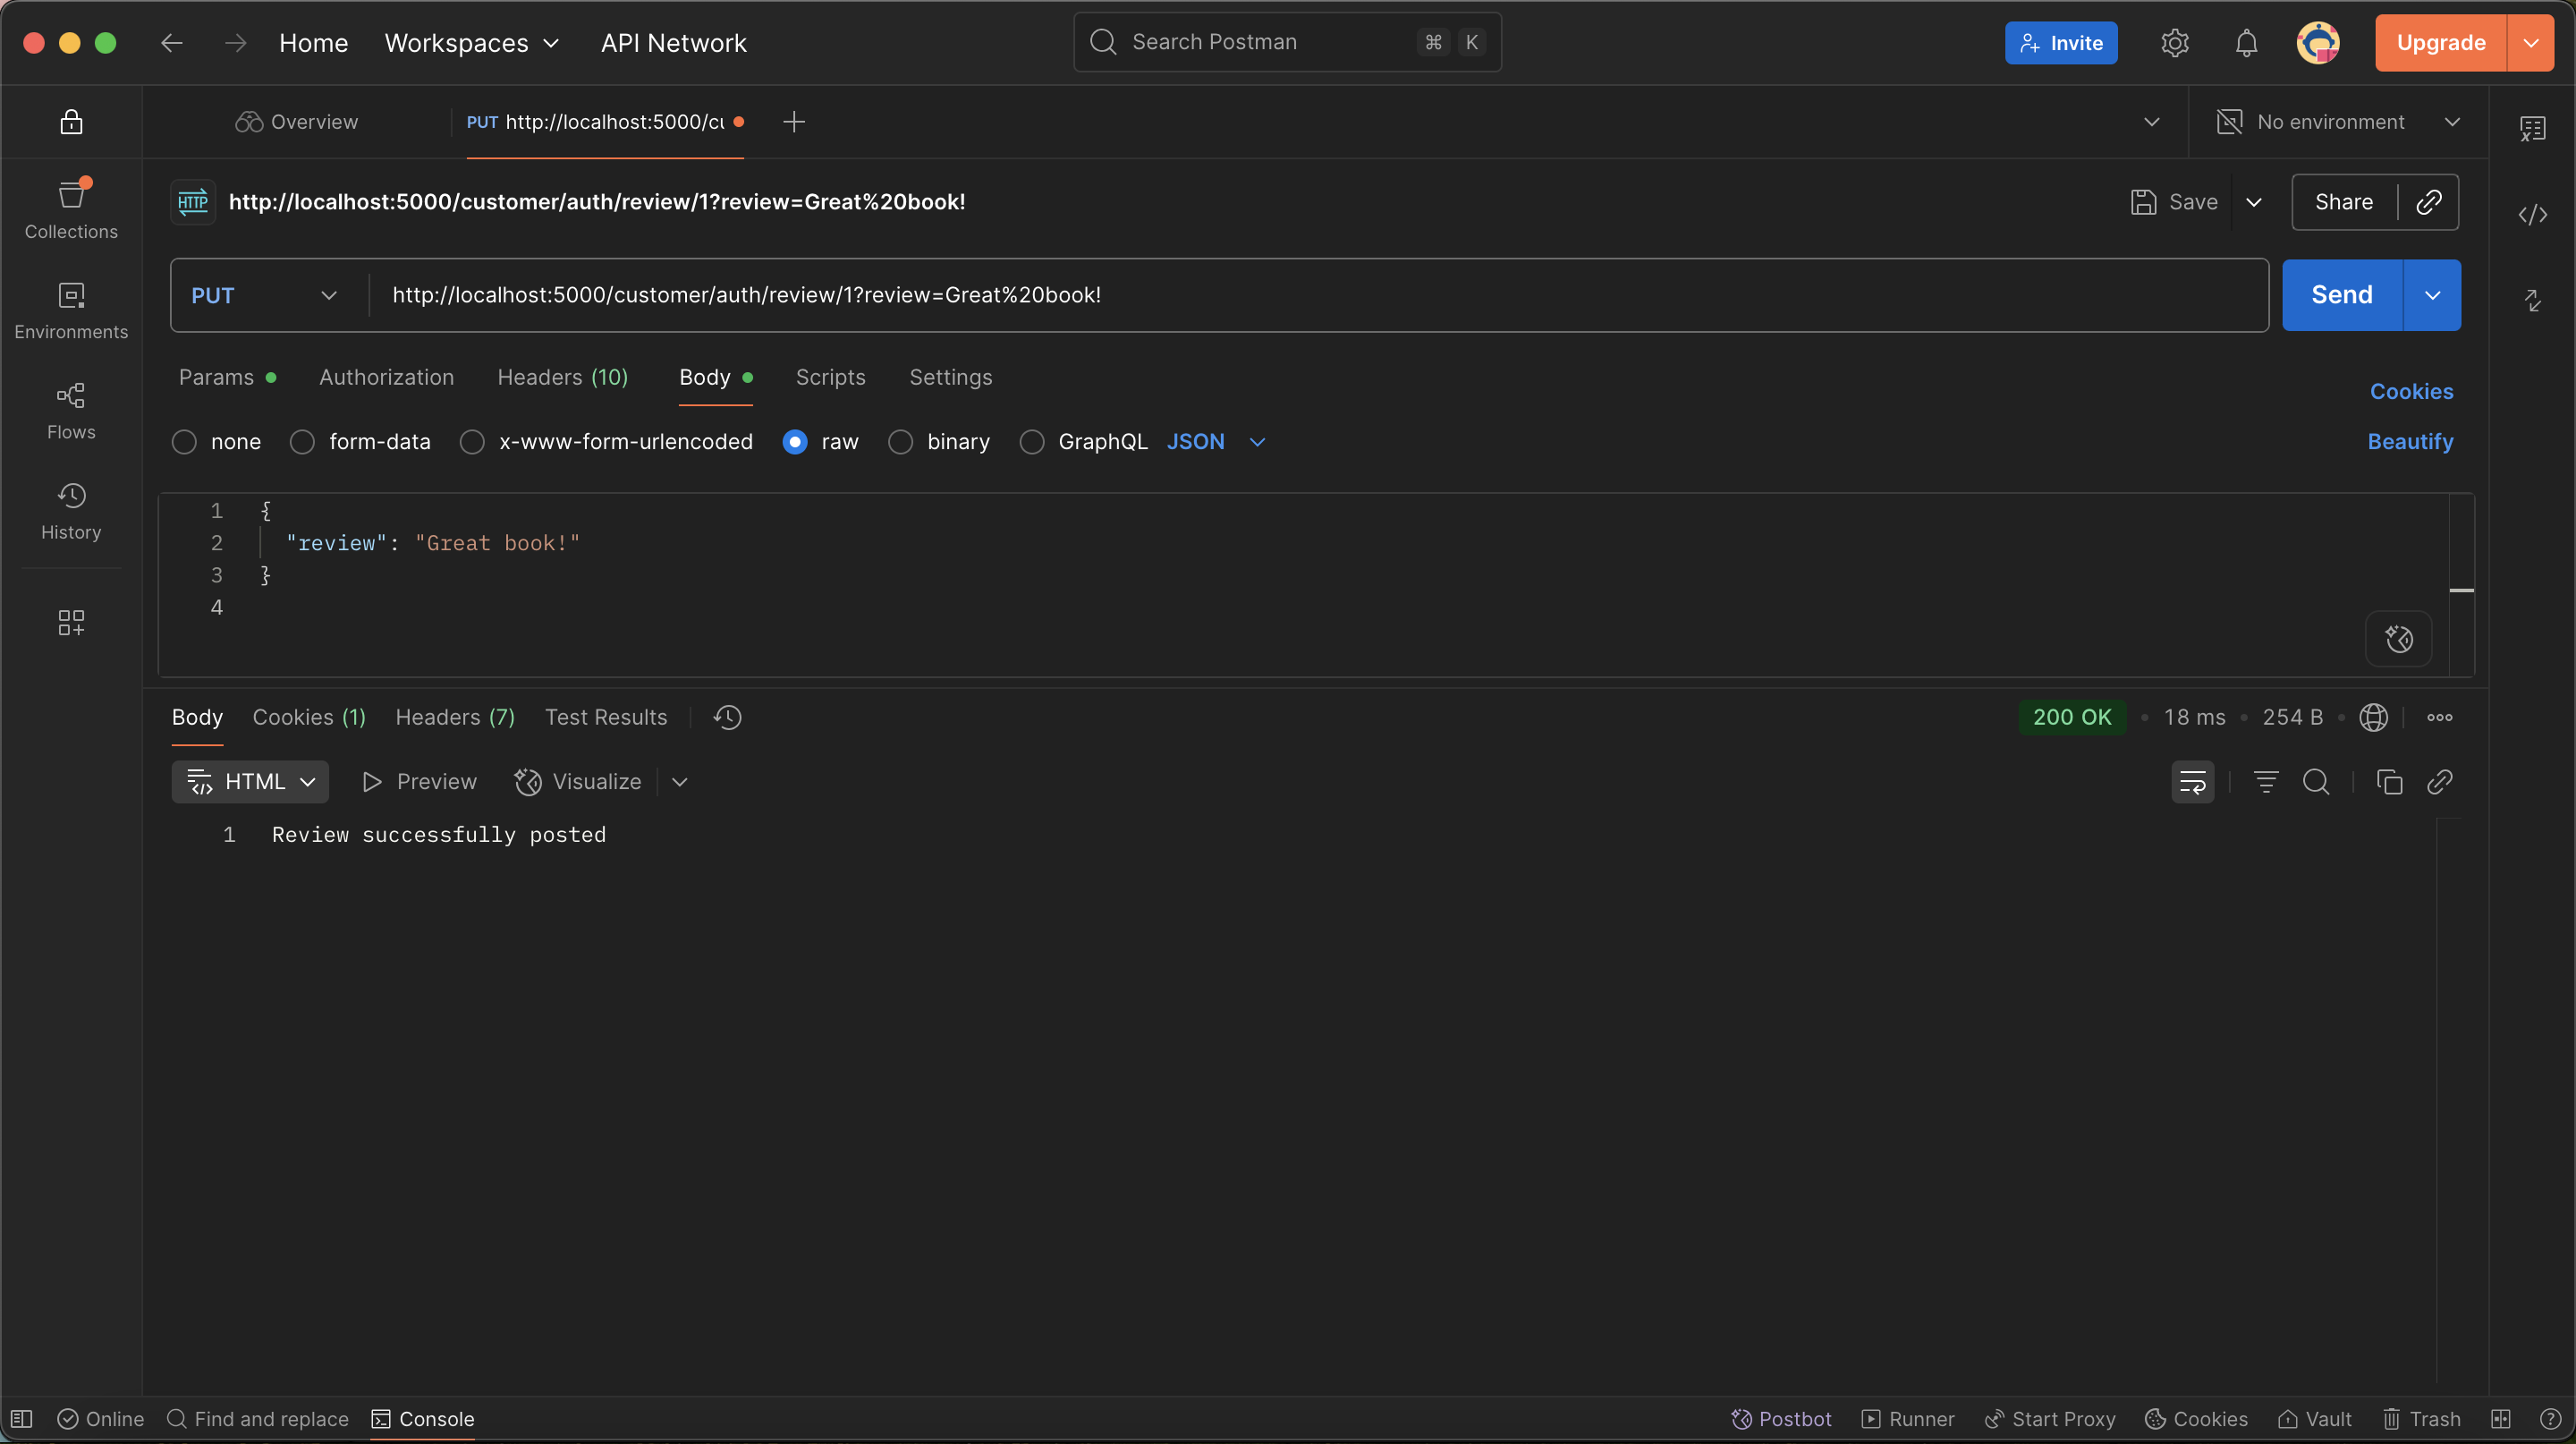 Home Workspaces API Network Search Postman ⌘ K Invite Upgrade
Overview PUT http://localhost:5000/cu No environment
HTTP http://localhost:5000/customer/auth/review/1?review=Great%20book! Save Share
PUT http://localhost:5000/customer/auth/review/1?review=Great%20book! Send
Collections
Environments
Flows
History
Params Authorization Headers (10) Body Scripts Settings Cookies
none form-data x-www-form-urlencoded raw binary GraphQL JSON Beautify
1 {
2 "review": "Great book!"
3 }
4
Body Cookies (1) Headers (7) Test Results 200 OK • 18 ms • 254 B •
HTML Preview Visualize
1 Review successfully posted
Online Find and replace Console Postbot Runner Start Proxy Cookies Vault Trash